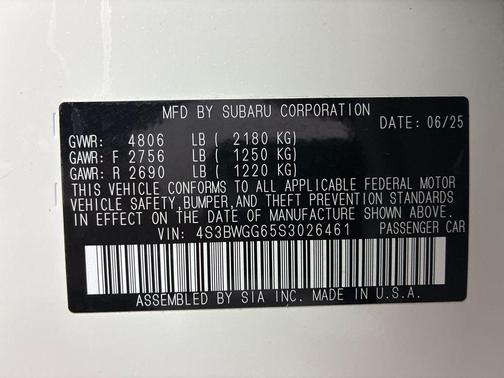 MFD BY SUBARU CORPORATION
DATE: 06/25
GVWR: 4806 LB ( 2180 KG)
GAWR: F 2756 LB ( 1250 KG)
GAWR: R 2690 LB ( 1220 KG)
THIS VEHICLE CONFORMS TO ALL APPLICABLE FEDERAL MOTOR
VEHICLE SAFETY,BUMPER,AND THEFT PREVENTION STANDARDS
IN EFFECT ON THE DATE OF MANUFACTURE SHOWN ABOVE.
VIN: 4S3BWGG65S3026461 PASSENGER CAR
ASSEMBLED BY SIA INC. MADE IN U.S.A.